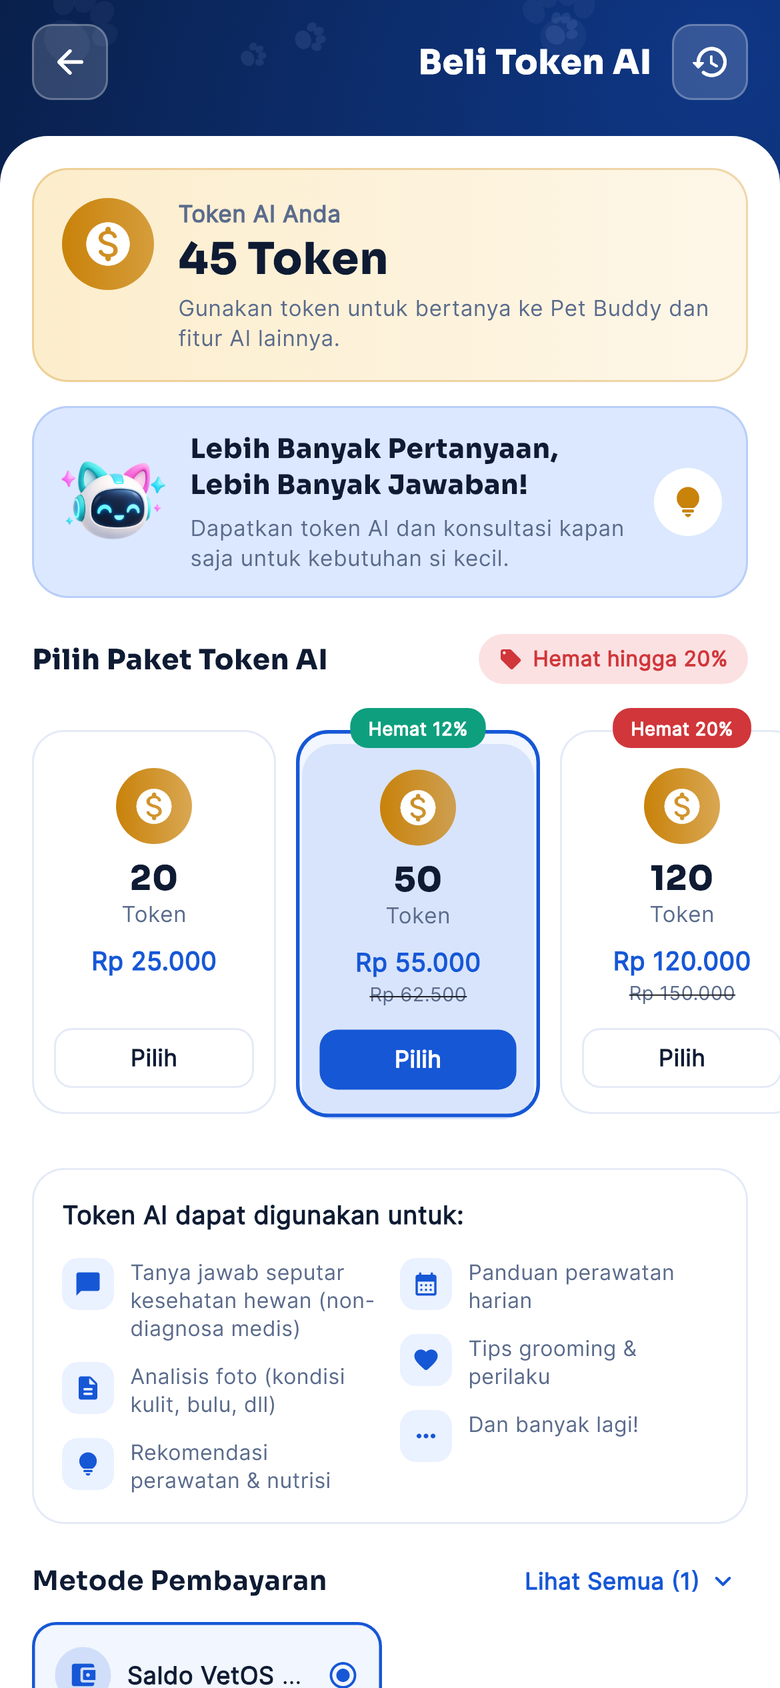 Beli Token AI
Token AI Anda
45 Token
Gunakan token untuk bertanya ke Pet Buddy dan
fitur AI lainnya.
Lebih Banyak Pertanyaan,
Lebih Banyak Jawaban!
Dapatkan token AI dan konsultasi kapan
saja untuk kebutuhan si kecil.
Pilih Paket Token AI
Hemat hingga 20%
20
Token
Rp 25.000
Pilih
Hemat 12%
50
Token
Rp 55.000
Rp 62.500
Pilih
Hemat 20%
120
Token
Rp 120.000
Rp 150.000
Pilih
Token AI dapat digunakan untuk:
Tanya jawab seputar
kesehatan hewan (non-
diagnosa medis)
Analisis foto (kondisi
kulit, bulu, dll)
Rekomendasi
perawatan & nutrisi
Panduan perawatan
harian
Tips grooming &
perilaku
Dan banyak lagi!
Metode Pembayaran
Lihat Semua (1)
Saldo VetOS ...